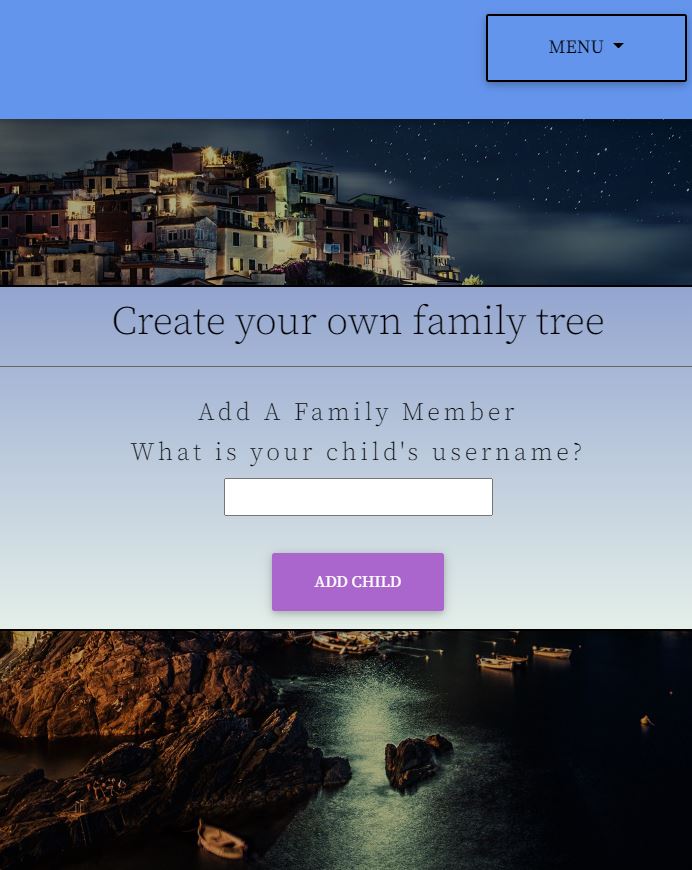 MENU
Create your own family tree
Add A Family Member
What is your child's username?
ADD CHILD